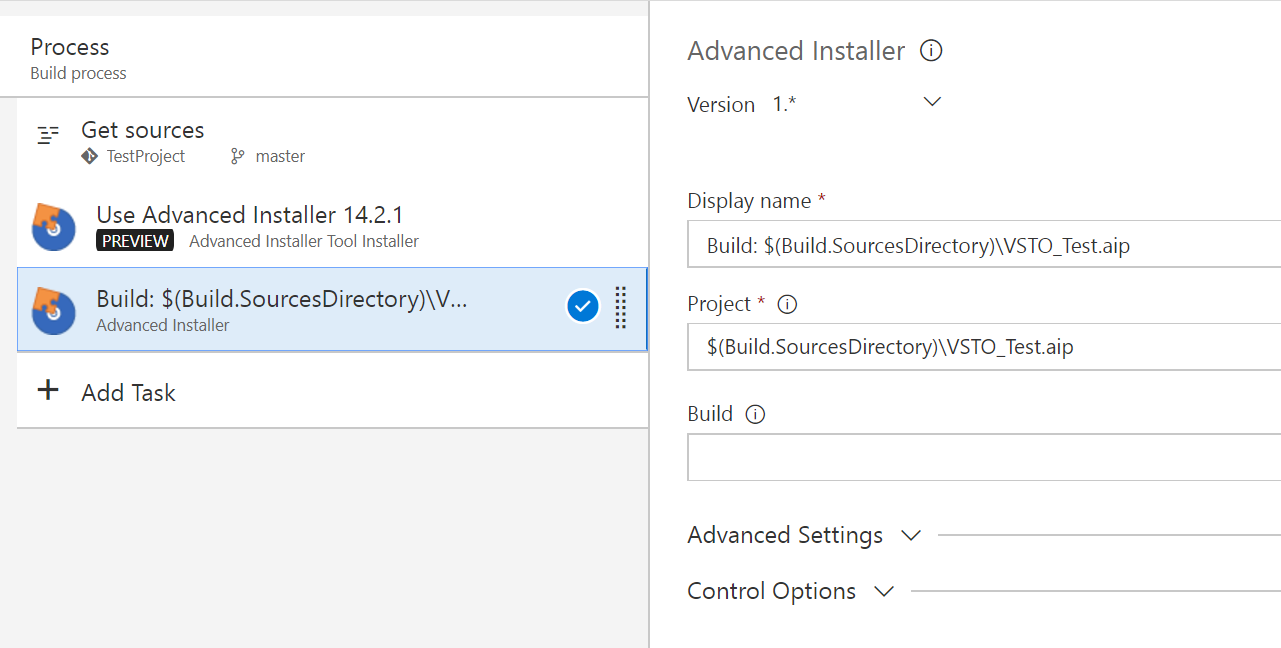 Process
Build process
Get sources
TestProject master
Use Advanced Installer 14.2.1
PREVIEW Advanced Installer Tool Installer
Build: $(Build.SourcesDirectory)\V...
Advanced Installer
Add Task
Advanced Installer
Version 1.*
Display name *
Build: $(Build.SourcesDirectory)\VSTO_Test.aip
Project *
$(Build.SourcesDirectory)\VSTO_Test.aip
Build
Advanced Settings
Control Options